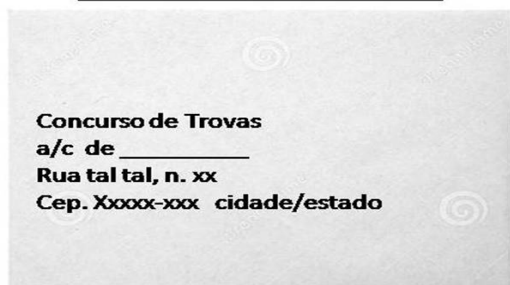 Concurso de Trovas
a/c de __________
Rua tal tal, n. xx
Cep. Xxxxx-xxx cidade/estado